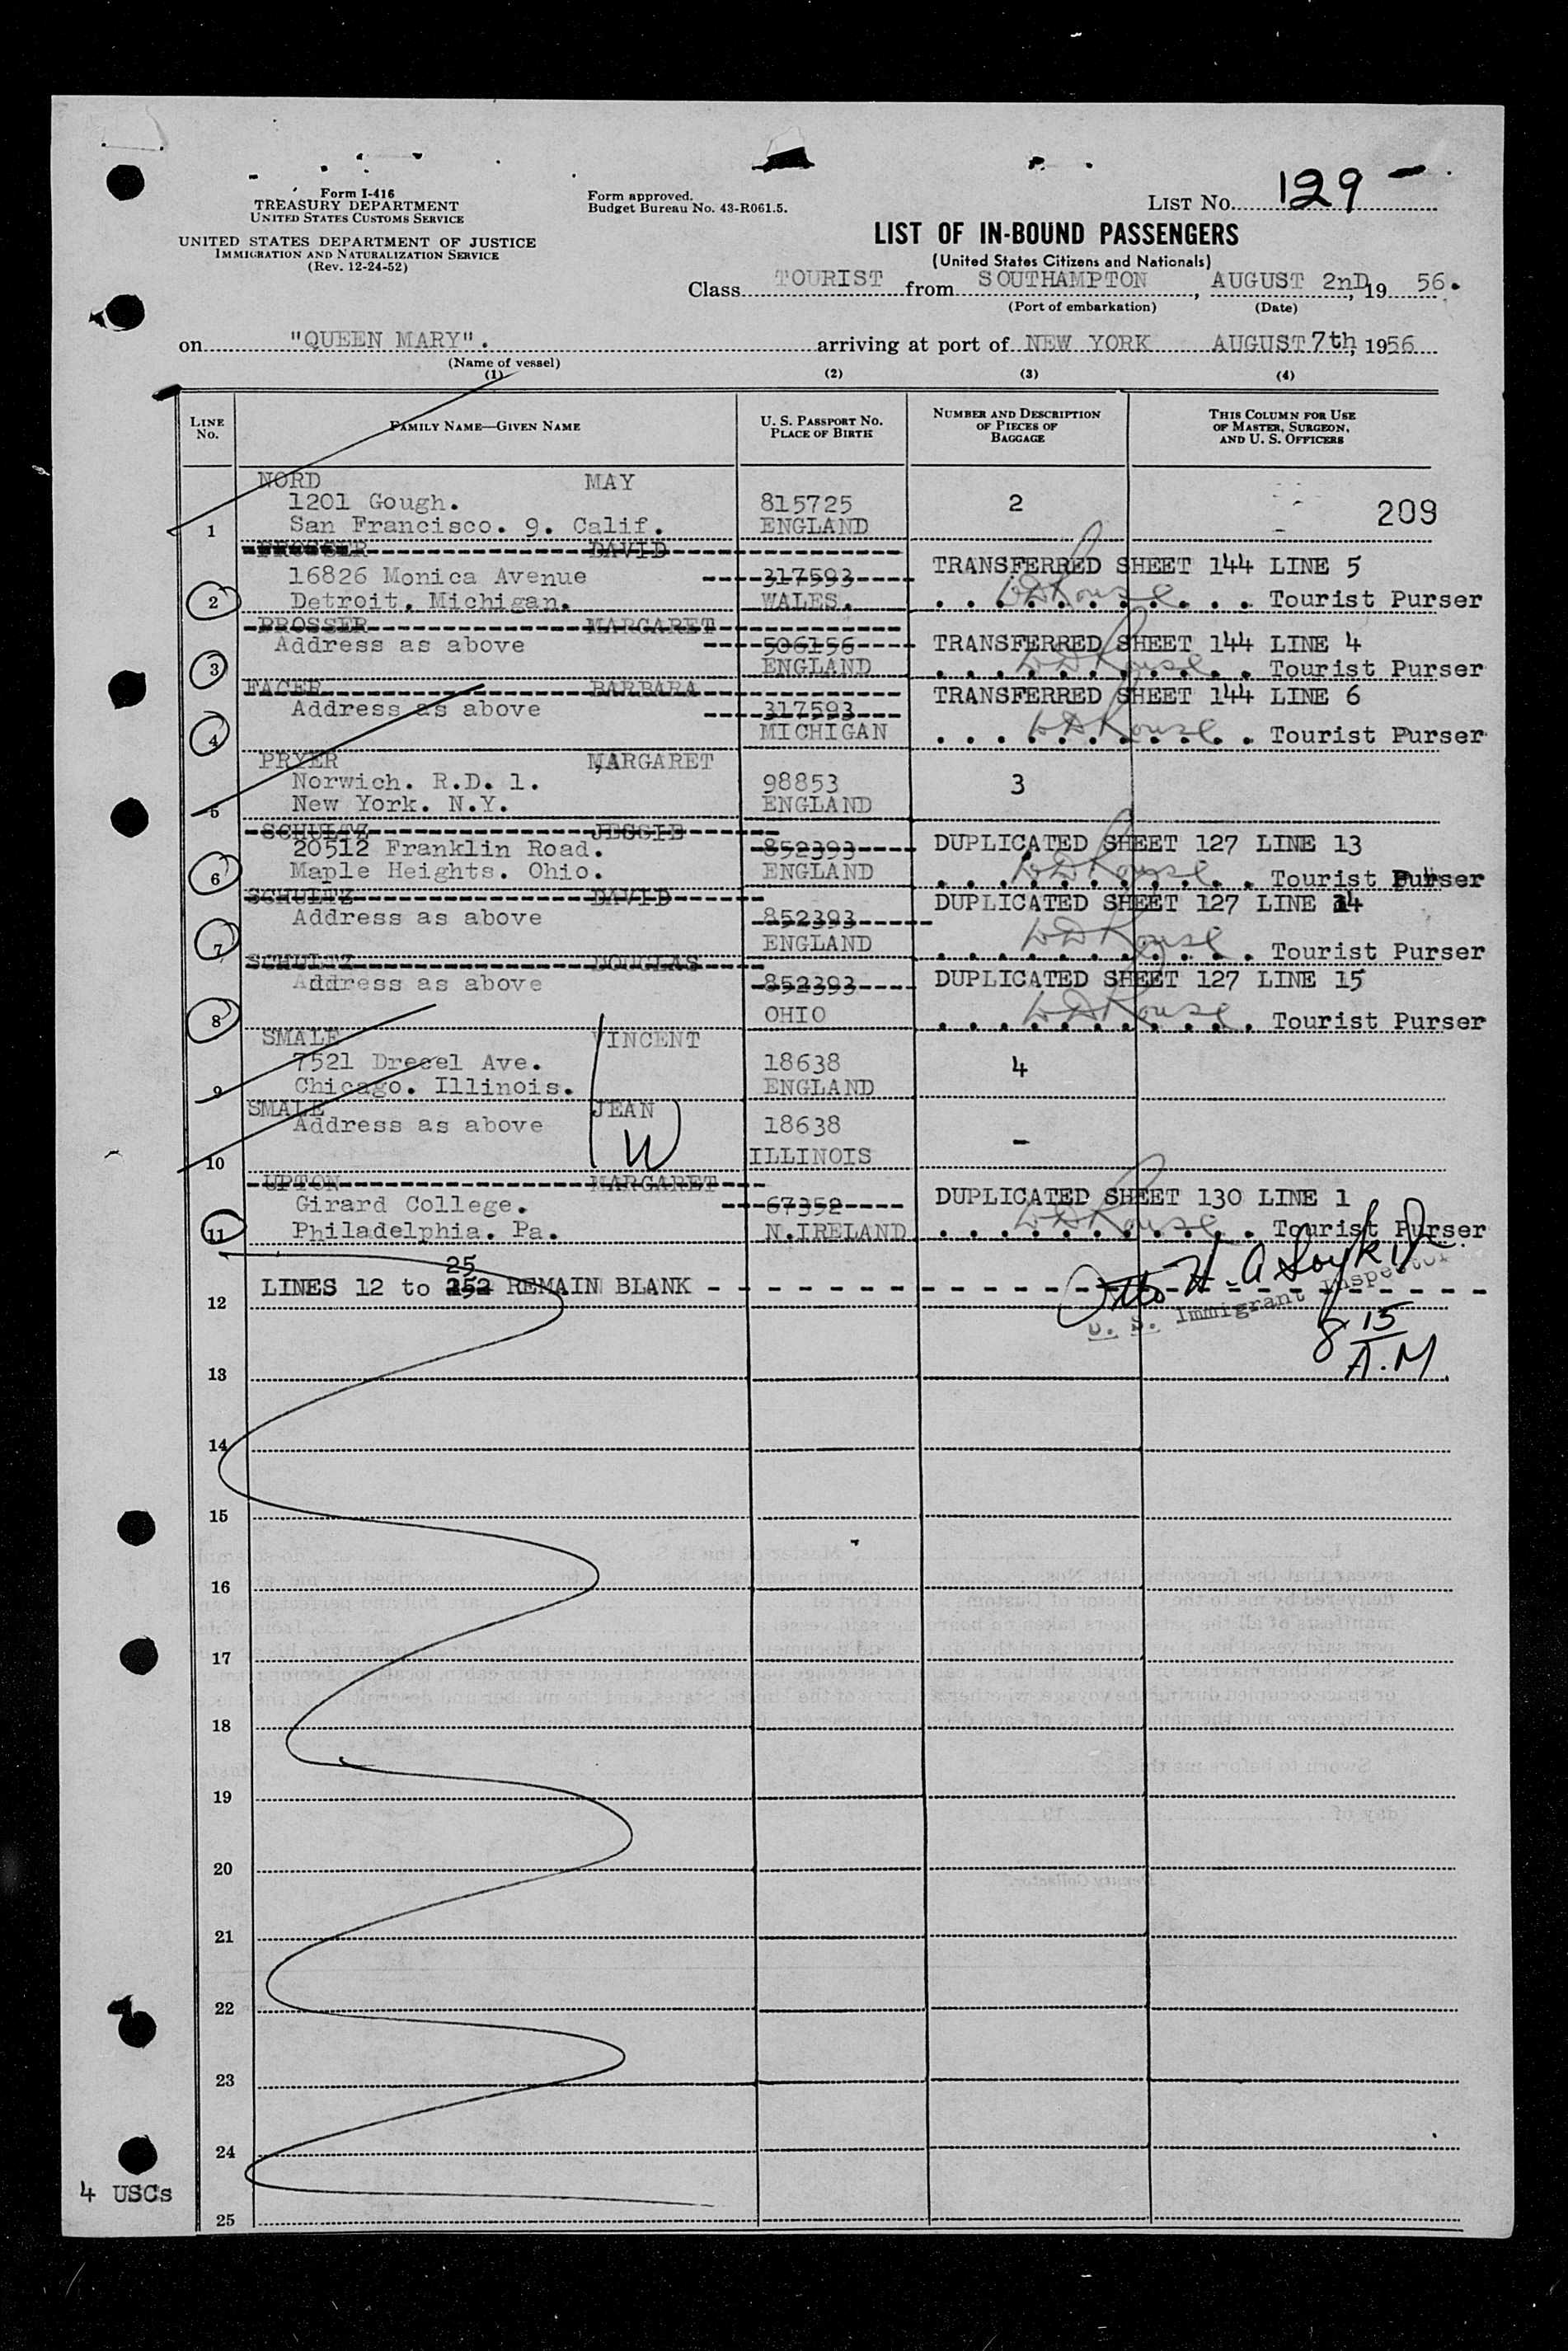 Form I-416
TREASURY DEPARTMENT
UNITED STATES CUSTOMS SERVICE
UNITED STATES DEPARTMENT OF JUSTICE
IMMIGRATION AND NATURALIZATION SERVICE
(Rev. 12-24-52)
Form approved.
Budget Bureau No. 43-R061.5.
LIST NO. 129
LIST OF IN-BOUND PASSENGERS
(United States Citizens and Nationals)
Class TOURIST from SOUTHAMPTON, AUGUST 2nD, 19 56.
(Port of embarkation) (Date)
on "QUEEN MARY". arriving at port of NEW YORK AUGUST 7th, 1956
(Name of vessel)
(1) (2) (3) (4)
LINE No. FAMILY NAME—GIVEN NAME U. S. PASSPORT NO. PLACE OF BIRTH NUMBER AND DESCRIPTION OF PIECES OF BAGGAGE THIS COLUMN FOR USE OF MASTER, SURGEON, AND U. S. OFFICERS
NORD MAY
1201 Gough. 815725 2 209
1 San Francisco. 9. Calif. ENGLAND
PROSSER DAVID
16826 Monica Avenue 317593 TRANSFERRED SHEET 144 LINE 5
2 Detroit. Michigan. WALES. Tourist Purser
PROSSER MARGARET
Address as above 506156 TRANSFERRED SHEET 144 LINE 4
3 ENGLAND Tourist Purser
FACER BARBARA TRANSFERRED SHEET 144 LINE 6
Address as above 317593
4 MICHIGAN Tourist Purser
PRYER MARGARET
Norwich. R.D. 1. 98853 3
5 New York. N.Y. ENGLAND
SCHULTZ JESSIE
20512 Franklin Road. 852393 DUPLICATED SHEET 127 LINE 13
6 Maple Heights. Ohio. ENGLAND Tourist Purser
SCHULTZ DAVID DUPLICATED SHEET 127 LINE 14
Address as above 852393
7 ENGLAND Tourist Purser
SCHULTZ DOUGLAS
Address as above 852393 DUPLICATED SHEET 127 LINE 15
8 OHIO Tourist Purser
SMALE VINCENT
7521 Drexel Ave. 18638 4
9 Chicago. Illinois. ENGLAND
SMALE JEAN
Address as above 18638 -
10 W ILLINOIS
UPTON MARGARET
Girard College. 67352 DUPLICATED SHEET 130 LINE 1
11 Philadelphia. Pa. N.IRELAND Tourist Purser
25
12 LINES 12 to 252 REMAIN BLANK
U. S. Immigrant Inspector
8 15
A.M
13
14
15
16
17
18
19
20
21
22
23
24
25
4 USCs